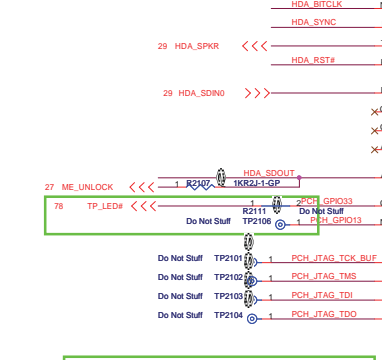 HDA_BITCLK
HDA_SYNC
29 HDA_SPKR
HDA_RST#
29 HDA_SDIN0
HDA_SDOUT
27 ME_UNLOCK 1 R2107 1KR2J-1-GP
78 TP_LED# 1 2 PCH_GPIO33
R2111 Do Not Stuff
Do Not Stuff TP2106 1 PCH_GPIO13
Do Not Stuff TP2101 1 PCH_JTAG_TCK_BUF
Do Not Stuff TP2102 1 PCH_JTAG_TMS
Do Not Stuff TP2103 1 PCH_JTAG_TDI
Do Not Stuff TP2104 1 PCH_JTAG_TDO